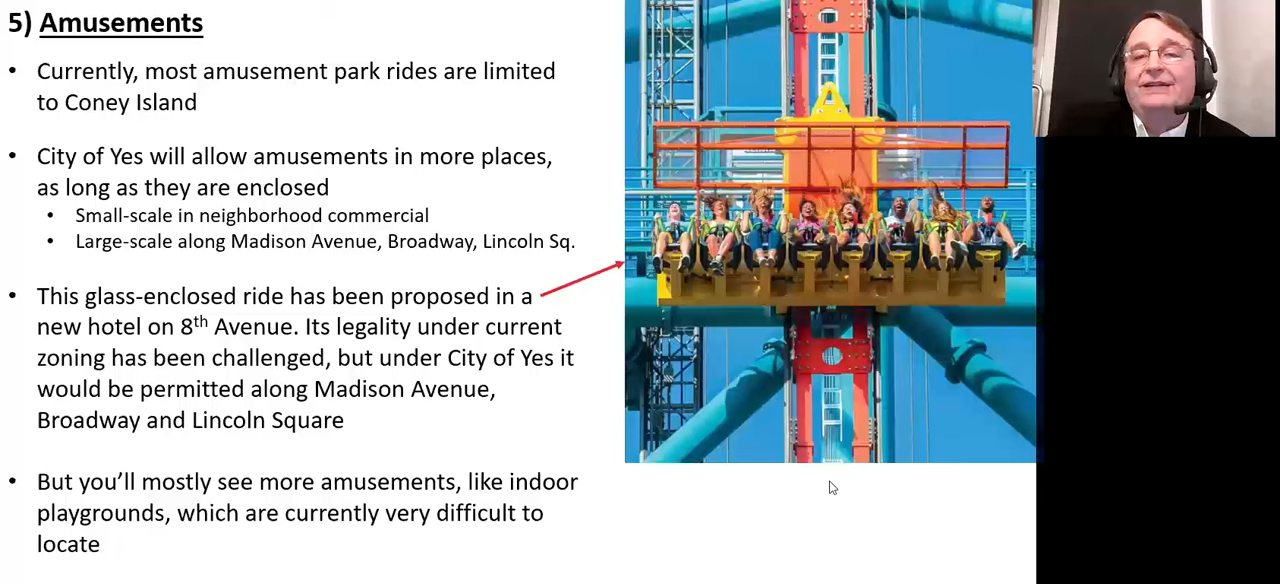 5) Amusements
• Currently, most amusement park rides are limited
to Coney Island
• City of Yes will allow amusements in more places,
as long as they are enclosed
• Small-scale in neighborhood commercial
• Large-scale along Madison Avenue, Broadway, Lincoln Sq.
• This glass-enclosed ride has been proposed in a
new hotel on 8th Avenue. Its legality under current
zoning has been challenged, but under City of Yes it
would be permitted along Madison Avenue,
Broadway and Lincoln Square
• But you’ll mostly see more amusements, like indoor
playgrounds, which are currently very difficult to
locate